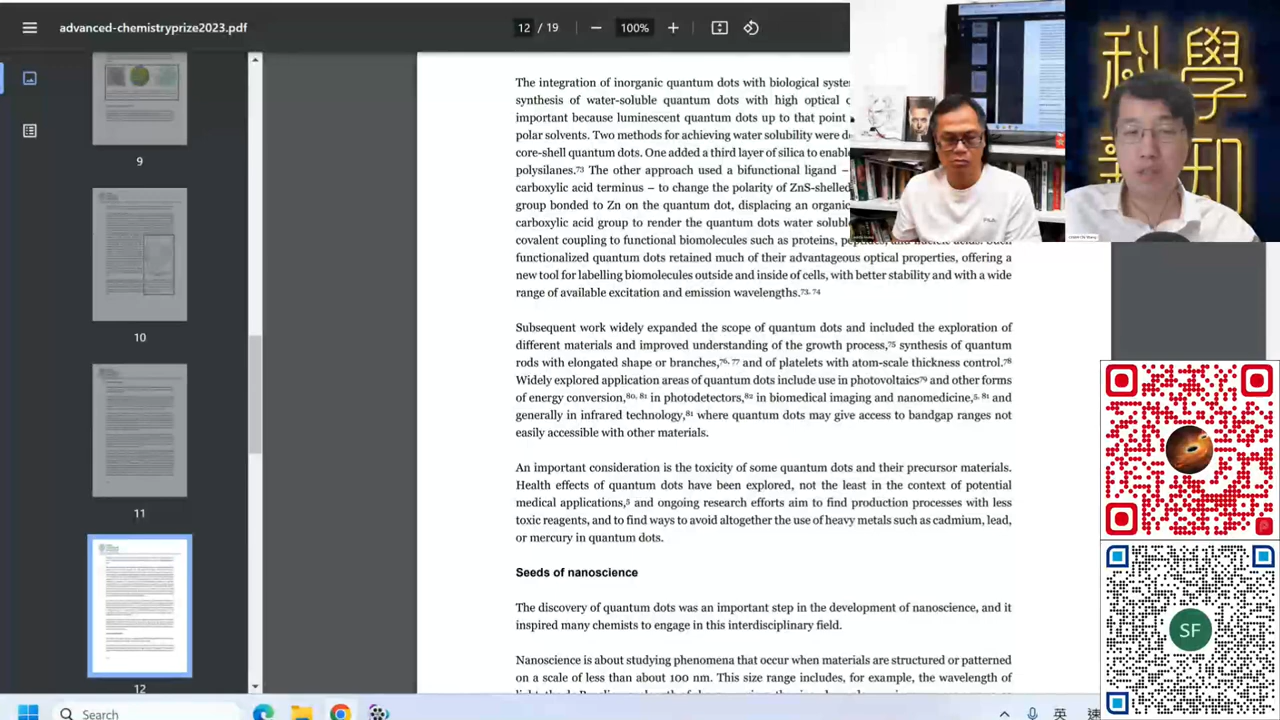 advanced-chemistryprize2023.pdf
12 / 19
100%
The integration of inorganic quantum dots with biological
synthesis of water-soluble quantum dots with high optical
important because luminescent quantum dots up to that point
polar solvents. Two methods for achieving water solubility were
core-shell quantum dots. One added a third layer of silica to
polysilanes.73 The other approach used a bifunctional ligand –
carboxylic acid terminus – to change the polarity of ZnS-shelled
group bonded to Zn on the quantum dot, displacing an organic
carboxylic acid group to render the quantum dots water
covalent coupling to functional biomolecules such as proteins, peptides, and nucleic acids. Such
functionalized quantum dots retained much of their advantageous optical properties, offering a
new tool for labelling biomolecules outside and inside of cells, with better stability and with a wide
range of available excitation and emission wavelengths.73, 74
Subsequent work widely expanded the scope of quantum dots and included the exploration of
different materials and improved understanding of the growth process,75 synthesis of quantum
rods with elongated shape or branches,76, 77 and of platelets with atom-scale thickness control.78
Widely explored application areas of quantum dots include use in photovoltaics79 and other forms
of energy conversion,80, 81 in photodetectors,82 in biomedical imaging and nanomedicine,5, 81 and
generally in infrared technology,81 where quantum dots may give access to bandgap ranges not
easily accessible with other materials.
An important consideration is the toxicity of some quantum dots and their precursor materials.
Health effects of quantum dots have been explored, not the least in the context of potential
in vivo applications,5 and ongoing research efforts aim to find production processes with less
toxic reagents, and to find ways to avoid altogether the use of heavy metals such as cadmium, lead,
or mercury in quantum dots.
Seeds of nanoscience
The discovery of quantum dots was an important step in the development of nanoscience, and it
inspired many chemists to engage in this interdisciplinary field.
Nanoscience is about studying phenomena that occur when materials are structured or patterned
on a scale of less than about 100 nm. This size range includes, for example, the wavelength of
9
10
11
12
科學
新知
SF
Search
英
速